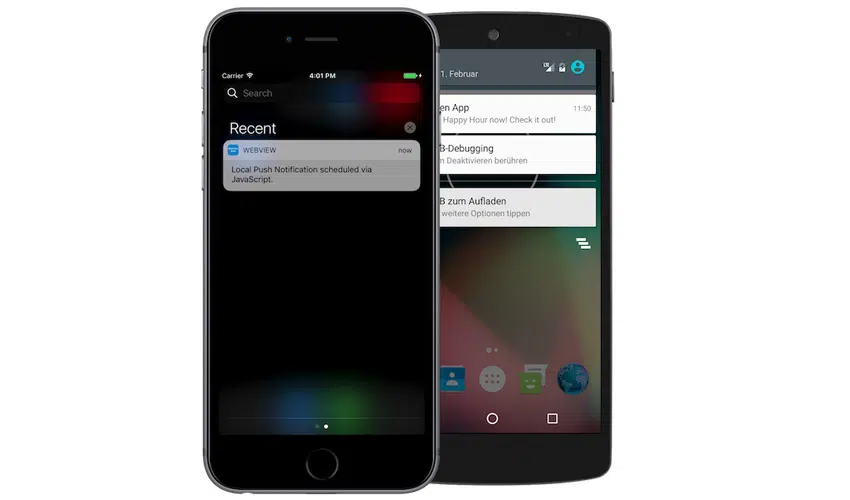 Carrier
4:01 PM
Search
Recent
WEBVIEW
now
Local Push Notification scheduled via
JavaScript.
1. Februar
en App
11:50
Happy Hour now! Check it out!
B-Debugging
n Deaktivieren berühren
B zum Aufladen
weitere Optionen tippen